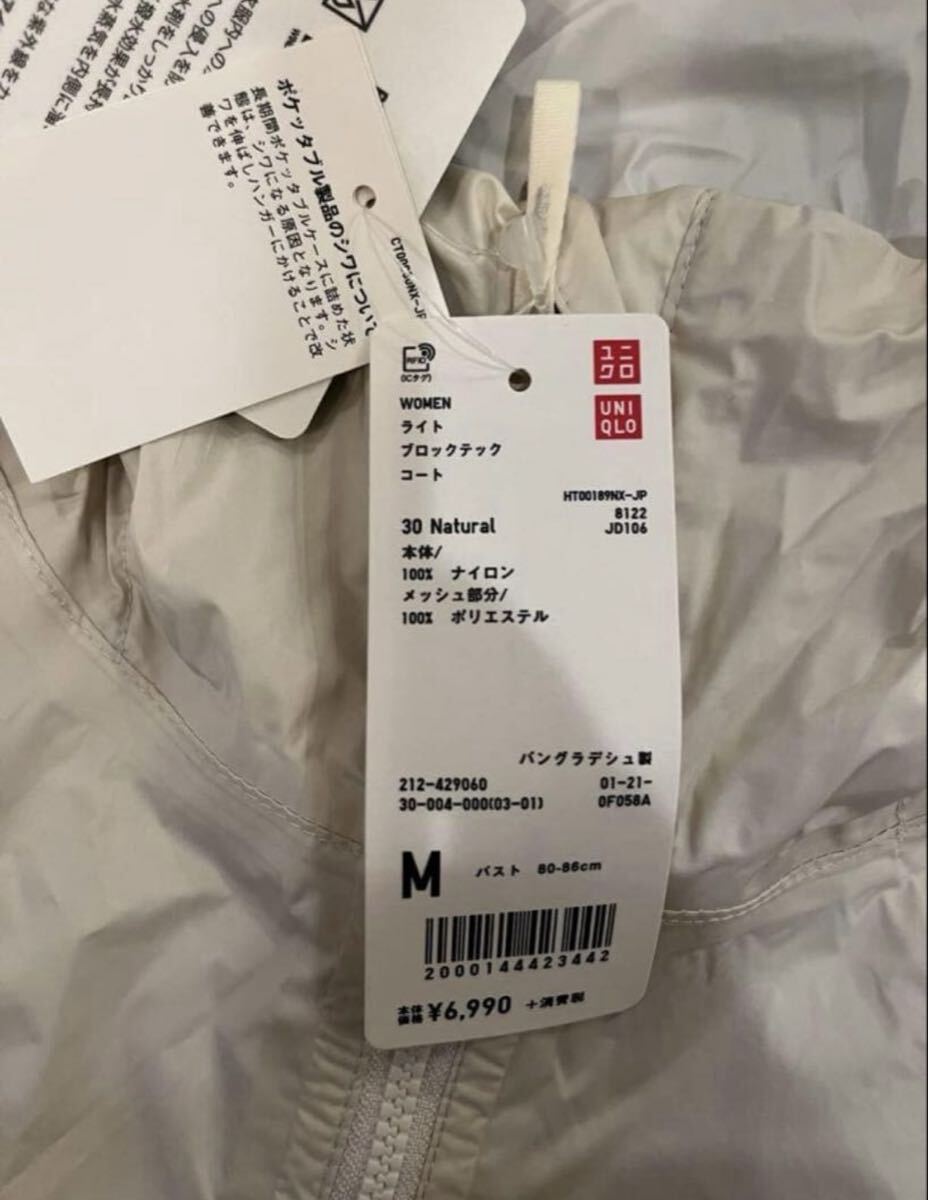 ポケッタブル製品のシワについて
長期間ポケッタブルケースに詰めた状
態は、シワになる原因となります。シ
ワを伸ばしハンガーにかけることで改
善できます。
RFID
(ICタグ)
ユニ
クロ
UNI
QLO
WOMEN
ライト
ブロックテック
コート
HT00189NX-JP
8122
JD106
30 Natural
本体/
100% ナイロン
メッシュ部分/
100% ポリエステル
バングラデシュ製
212-429060 01-21-
30-004-000(03-01) 0F058A
M バスト 80-86cm
2000144423442
本体
価格 ¥6,990 +消費税